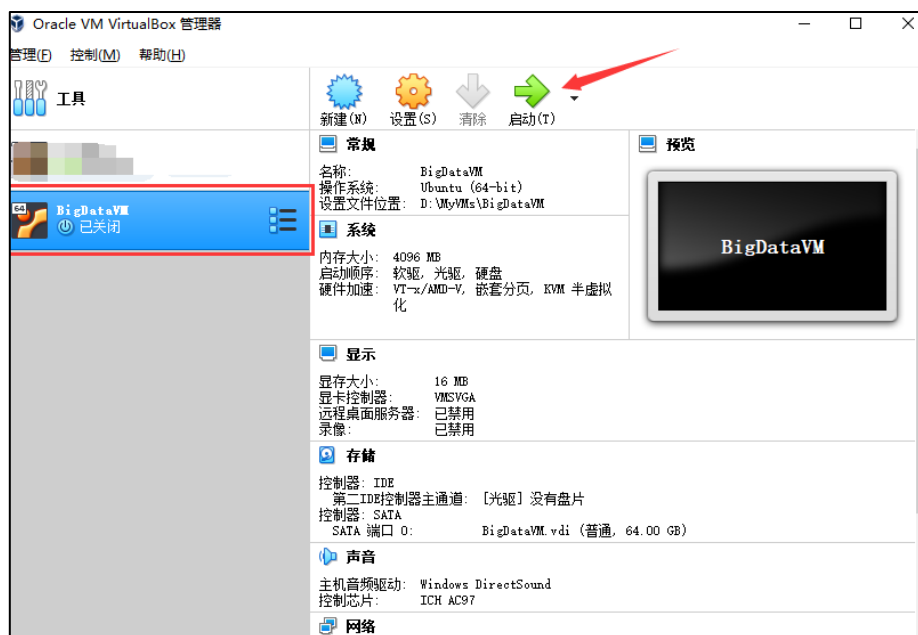 Oracle VM VirtualBox 管理器
管理(F) 控制(M) 帮助(H)
工具
新建(N) 设置(S) 清除 启动(T)
64
BigDataVM
已关闭
常规
名称: BigDataVM
操作系统: Ubuntu (64-bit)
设置文件位置: D:\MyVMs\BigDataVM
预览
BigDataVM
系统
内存大小: 4096 MB
启动顺序: 软驱, 光驱, 硬盘
硬件加速: VT-x/AMD-V, 嵌套分页, KVM 半虚拟
化
显示
显存大小: 16 MB
显卡控制器: VMSVGA
远程桌面服务器: 已禁用
录像: 已禁用
存储
控制器: IDE
第二IDE控制器主通道: [光驱] 没有盘片
控制器: SATA
SATA 端口 0: BigDataVM.vdi (普通, 64.00 GB)
声音
主机音频驱动: Windows DirectSound
控制芯片: ICH AC97
网络